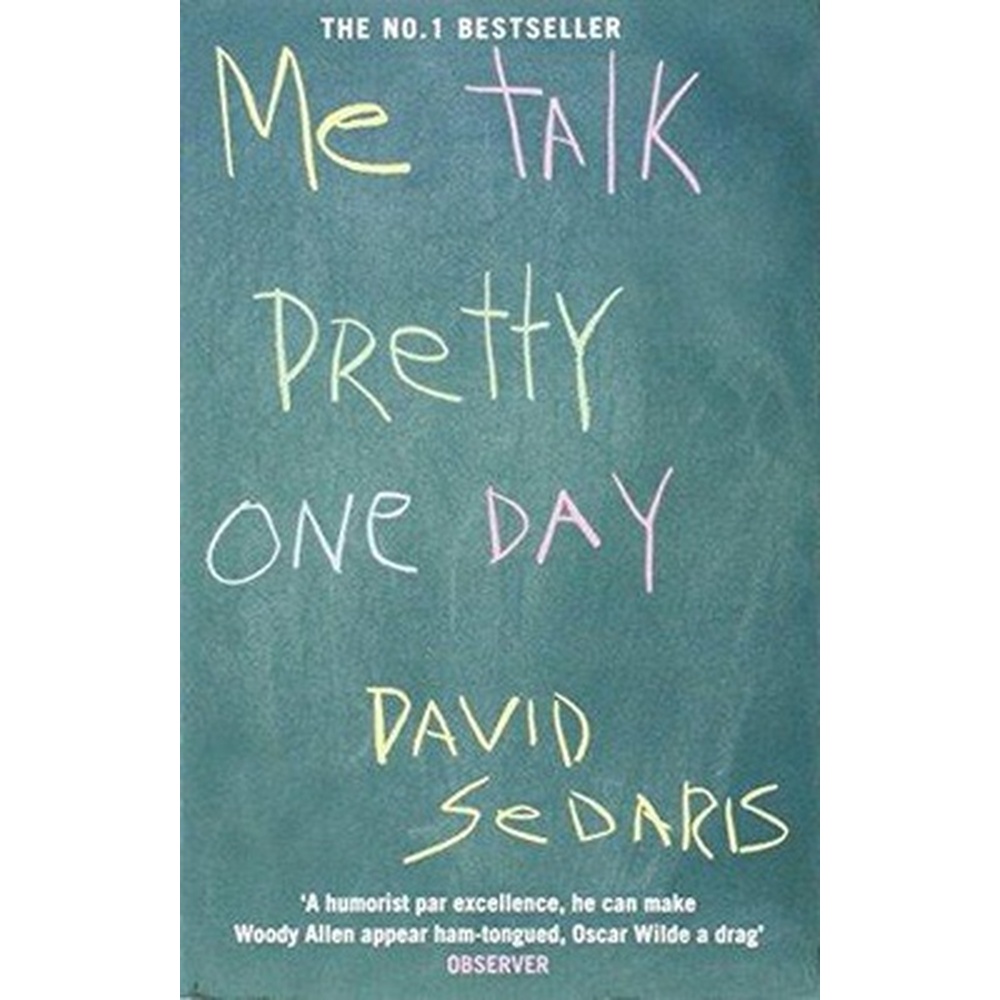 THE NO.1 BESTSELLER
Me tAlK
PRetty
ONe DAY
DAVID
SeDARIS
‘A humorist par excellence, he can make
Woody Allen appear ham-tongued, Oscar Wilde a drag’
OBSERVER